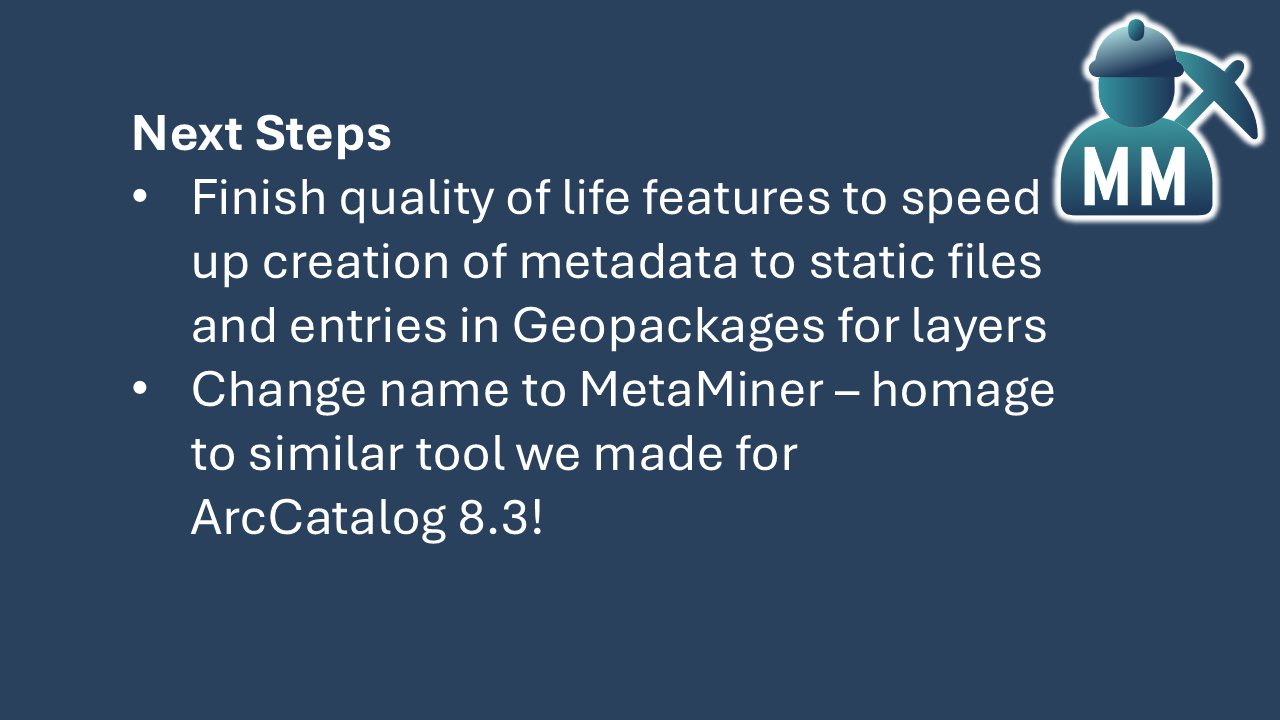 MM
Next Steps
• Finish quality of life features to speed
up creation of metadata to static files
and entries in Geopackages for layers
• Change name to MetaMiner – homage
to similar tool we made for
ArcCatalog 8.3!